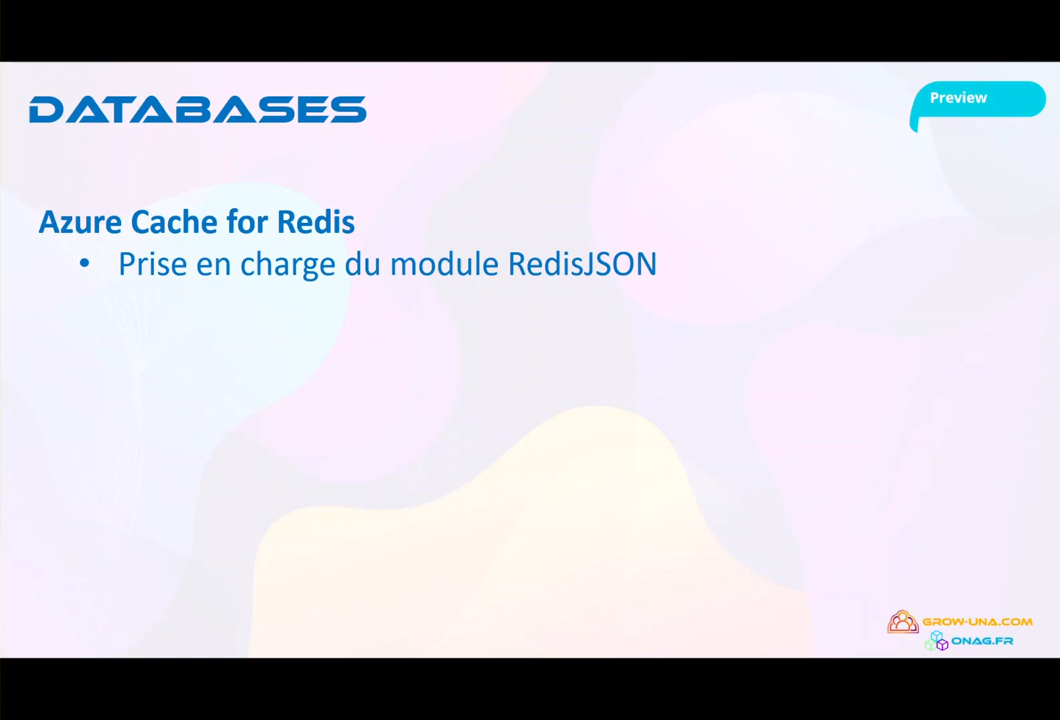 DATABASES
Preview
Azure Cache for Redis
• Prise en charge du module RedisJSON
GROW-UNA.COM
ONAG.FR